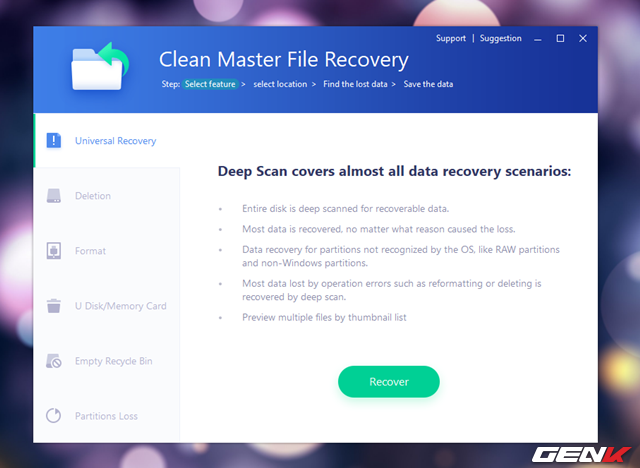 Support | Suggestion
Clean Master File Recovery
Step: Select feature > select location > Find the lost data > Save the data
Universal Recovery
Deletion
Format
U Disk/Memory Card
Empty Recycle Bin
Partitions Loss
Deep Scan covers almost all data recovery scenarios:
• Entire disk is deep scanned for recoverable data.
• Most data is recovered, no matter what reason caused the loss.
• Data recovery for partitions not recognized by the OS, like RAW partitions
and non-Windows partitions.
• Most data lost by operation errors such as reformatting or deleting is
recovered by deep scan.
• Preview multiple files by thumbnail list
Recover
GENK